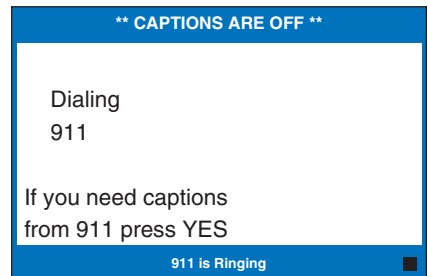 ** CAPTIONS ARE OFF **
Dialing
911
If you need captions
from 911 press YES
911 is Ringing